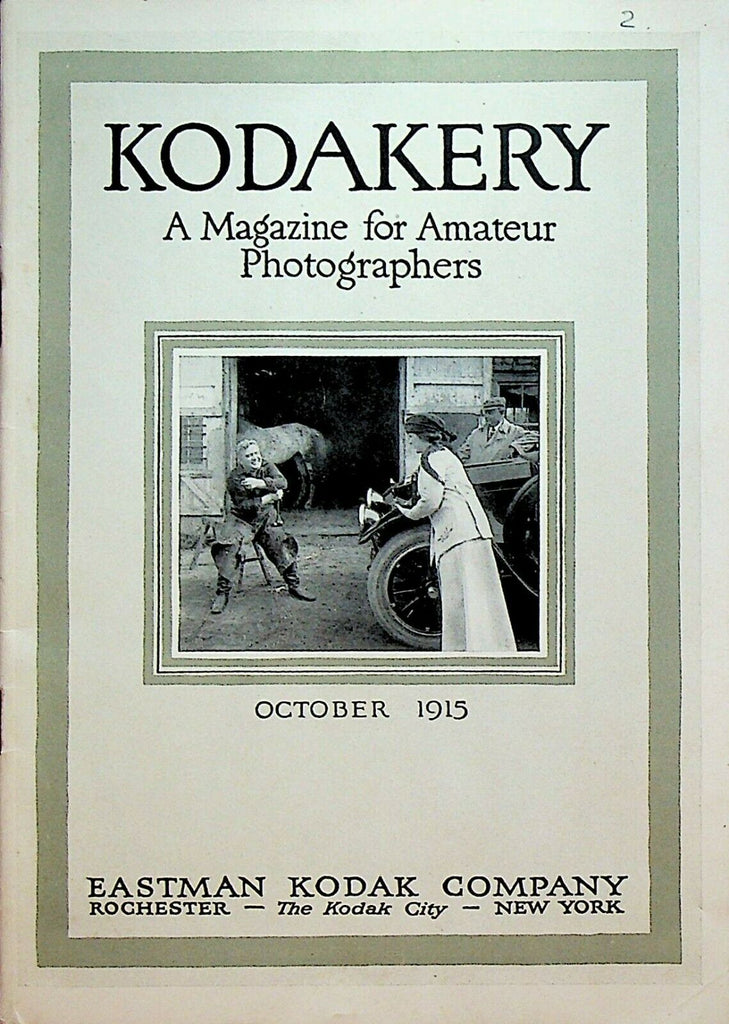 2.
KODAKERY
A Magazine for Amateur
Photographers
OCTOBER 1915
EASTMAN KODAK COMPANY
ROCHESTER — The Kodak City — NEW YORK